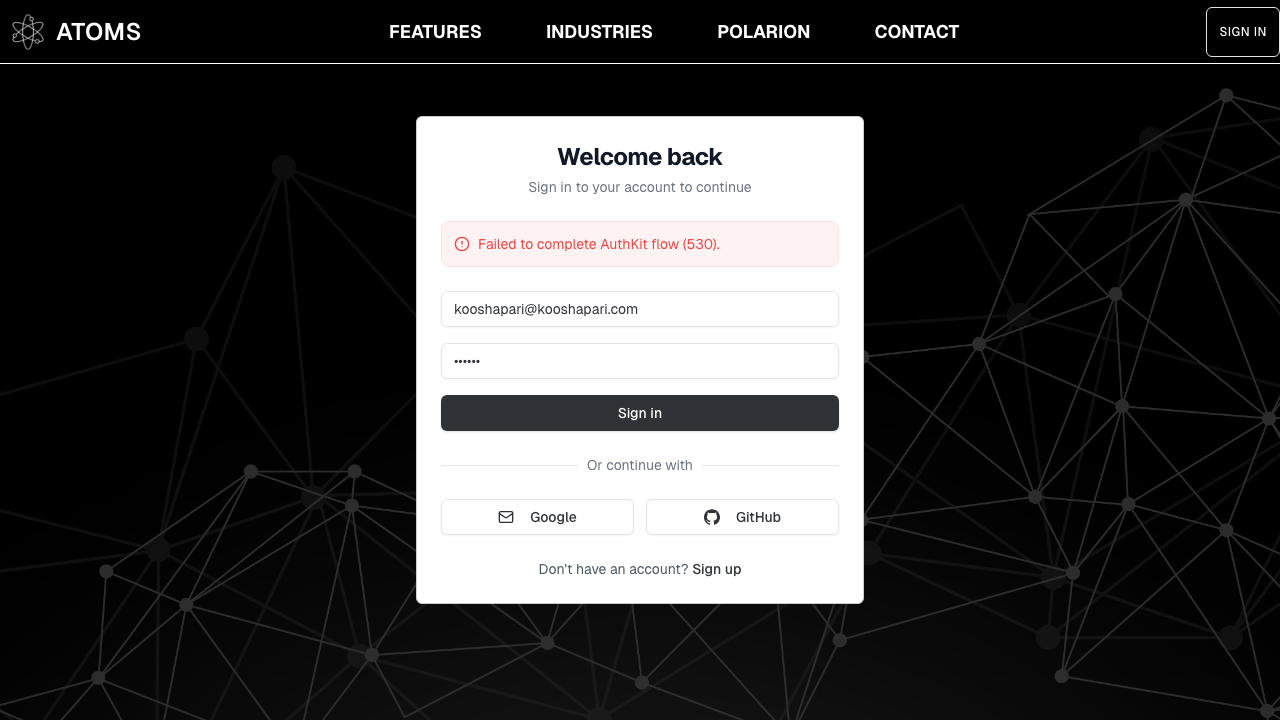 ATOMS
FEATURES INDUSTRIES POLARION CONTACT
SIGN IN
Welcome back
Sign in to your account to continue
Failed to complete AuthKit flow (530).
kooshapari@kooshapari.com
••••••
Sign in
Or continue with
Google
GitHub
Don't have an account? Sign up